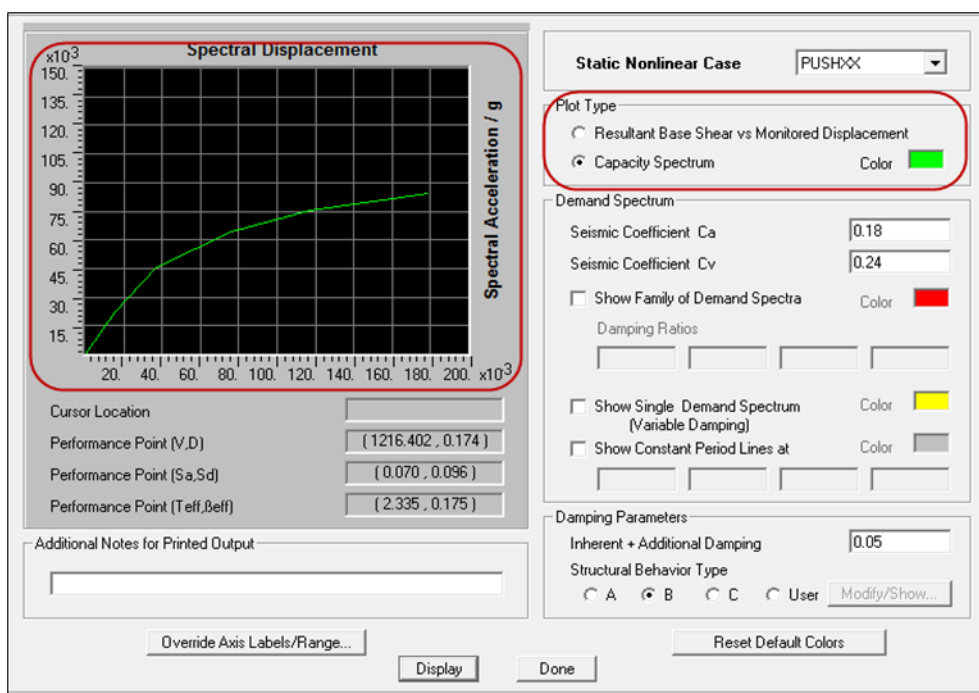 Spectral Displacement
x10³
150.
135.
120.
105.
90.
75.
60.
45.
30.
15.
20. 40. 60. 80. 100. 120. 140. 160. 180. 200. x10³
Spectral Acceleration / g
Cursor Location
Performance Point (V,D) ( 1216.402 , 0.174 )
Performance Point (Sa,Sd) ( 0.070 , 0.096 )
Performance Point (Teff,ßeff) ( 2.335 , 0.175 )
Additional Notes for Printed Output
Override Axis Labels/Range...
Static Nonlinear Case PUSHXX
Plot Type
Resultant Base Shear vs Monitored Displacement
Capacity Spectrum Color
Demand Spectrum
Seismic Coefficient Ca 0.18
Seismic Coefficient Cv 0.24
Show Family of Demand Spectra Color
Damping Ratios
Show Single Demand Spectrum Color
(Variable Damping)
Show Constant Period Lines at Color
Damping Parameters
Inherent + Additional Damping 0.05
Structural Behavior Type
A B C User Modify/Show...
Reset Default Colors
Display Done